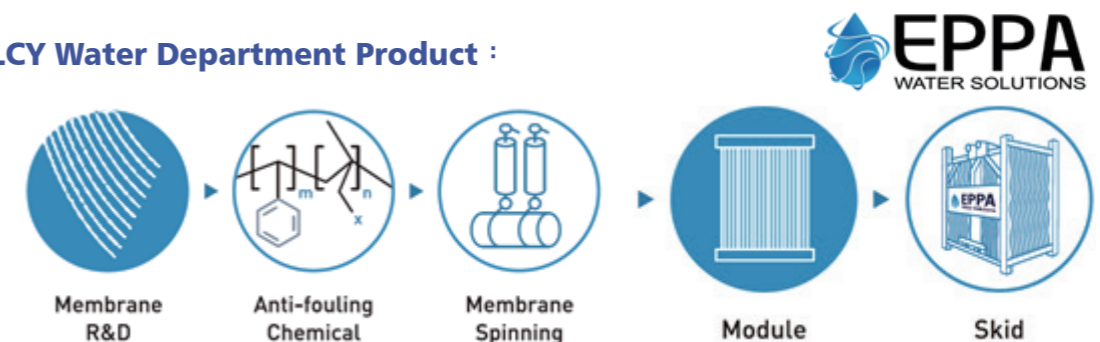 LCY Water Department Product：
EPPA
WATER SOLUTIONS
m
n
x
EPPA
Membrane
R&D
Anti-fouling
Chemical
Membrane
Spinning
Module
Skid